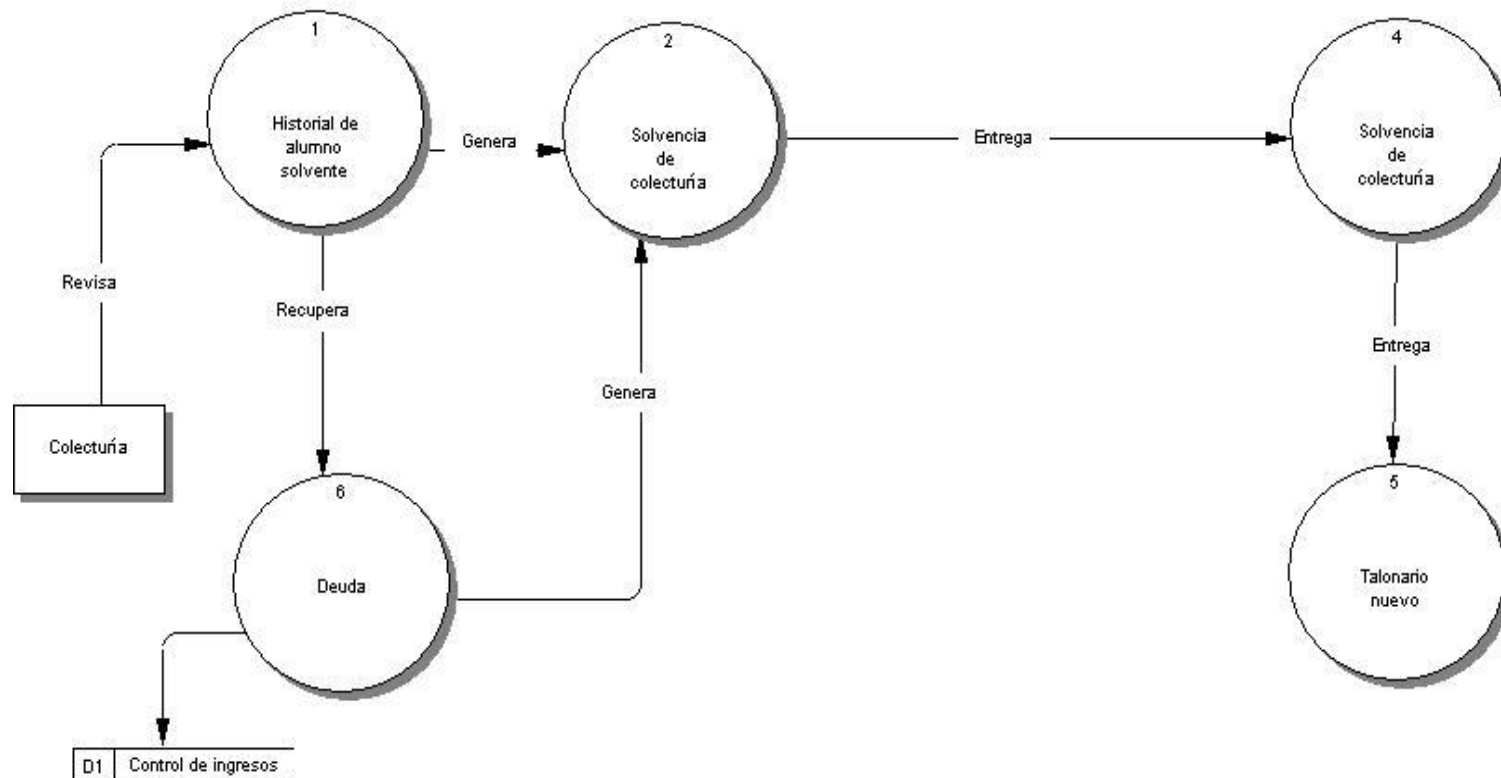 1
Historial de
alumno
solvente
Genera
2
Solvencia
de
colecturía
Entrega
4
Solvencia
de
colecturía
Revisa
Recupera
Genera
Entrega
Colecturía
6
Deuda
5
Talonario
nuevo
D1 Control de ingresos